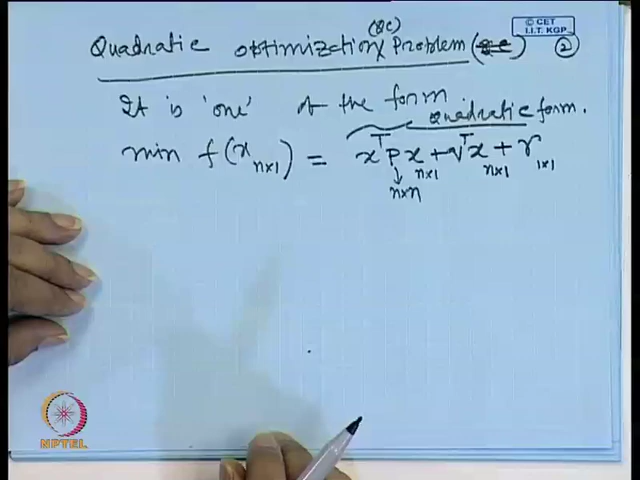 © CET
I.I.T. KGP
(QC)
Quadratic optimization Problem (QC) 2
It is 'one' of the form
quadratic form.
min f(x n×1) = x^T P x + q^T x + r
n×1 n×1 1×1
n×n
NPTEL